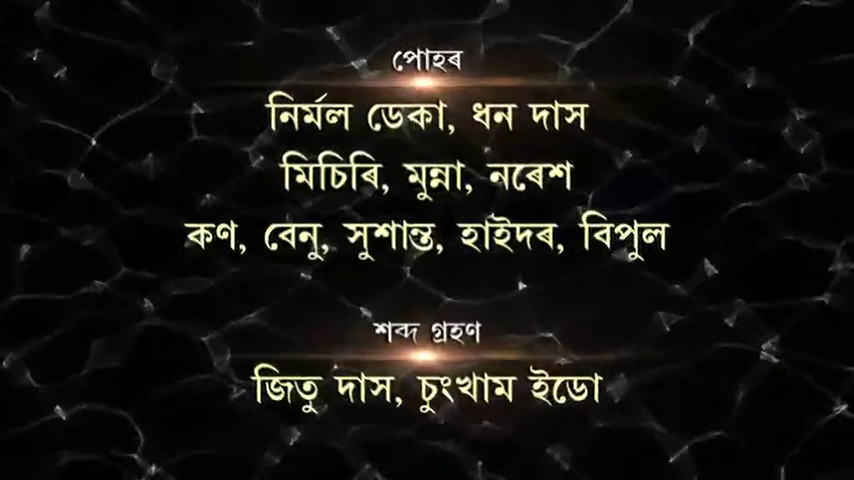 পোহৰ
নিৰ্মল ডেকা, ধন দাস
মিচিৰি, মুন্না, নৰেশ
কণ, বেনু, সুশান্ত, হাইদৰ, বিপুল
শব্দ গ্ৰহণ
জিতু দাস, চুংখাম ইডো